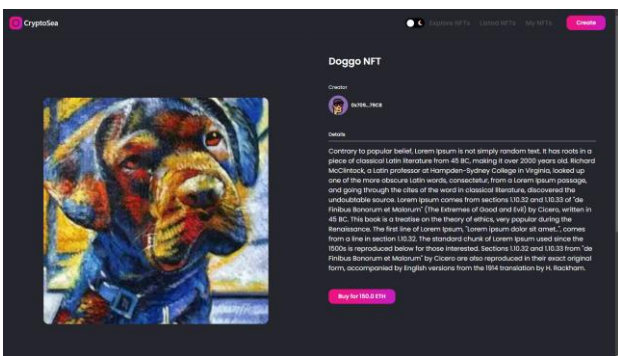 CryptoSea
Explore NFTs Listed NFTs My NFTs
Create
Doggo NFT
Creator
0x709...79C8
Details
Contrary to popular belief, Lorem Ipsum is not simply random text. It has roots in a
piece of classical Latin literature from 45 BC, making it over 2000 years old. Richard
McClintock, a Latin professor at Hampden-Sydney College in Virginia, looked up
one of the more obscure Latin words, consectetur, from a Lorem Ipsum passage,
and going through the cites of the word in classical literature, discovered the
undoubtable source. Lorem Ipsum comes from sections 1.10.32 and 1.10.33 of "de
Finibus Bonorum et Malorum" (The Extremes of Good and Evil) by Cicero, written in
45 BC. This book is a treatise on the theory of ethics, very popular during the
Renaissance. The first line of Lorem Ipsum, "Lorem ipsum dolor sit amet..", comes
from a line in section 1.10.32. The standard chunk of Lorem Ipsum used since the
1500s is reproduced below for those interested. Sections 1.10.32 and 1.10.33 from "de
Finibus Bonorum et Malorum" by Cicero are also reproduced in their exact original
form, accompanied by English versions from the 1914 translation by H. Rackham.
Buy for 150.0 ETH